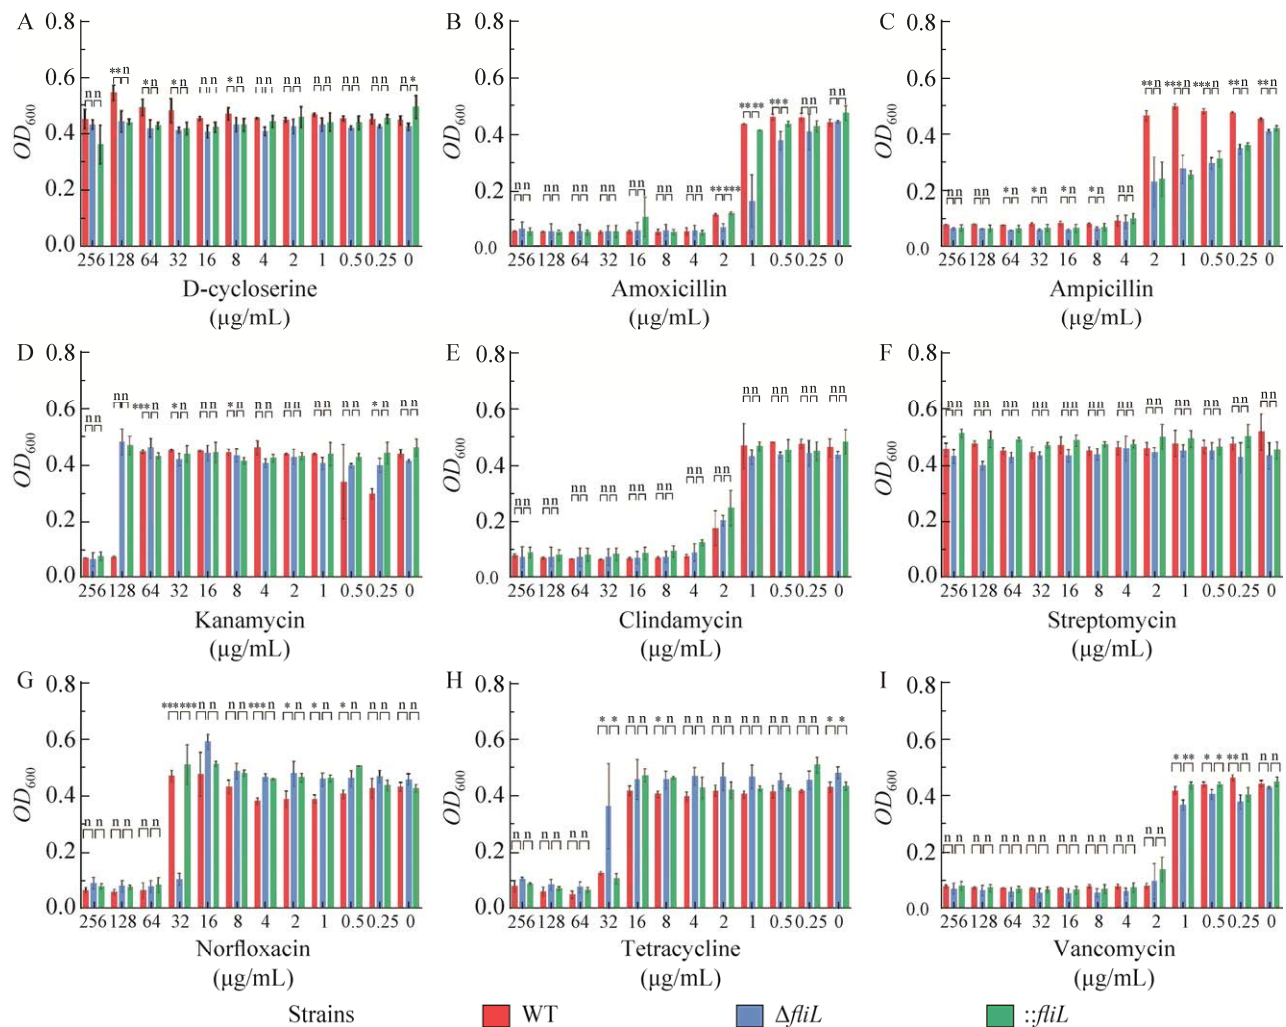 A 0.8 0.6 0.4 0.2 0.0
OD600
** n * n * n n n * n * n n n n n n n n n n *
n n
256 128 64 32 16 8 4 2 1 0.5 0.25 0
D-cycloserine
(μg/mL)
B 0.8 0.6 0.4 0.2 0.0
OD600
** ** ** * n n n n
n n n n n n n n n n n n n n ** ***
256 128 64 32 16 8 4 2 1 0.5 0.25 0
Amoxicillin
(μg/mL)
C 0.8 0.6 0.4 0.2 0.0
OD600
** n *** n *** n ** n ** n
n n n n * n * n * n * n n n
256 128 64 32 16 8 4 2 1 0.5 0.25 0
Ampicillin
(μg/mL)
D 0.8 0.6 0.4 0.2 0.0
OD600
n n *** n * n n n * n n n n n n n n n * n n n
n n
256 128 64 32 16 8 4 2 1 0.5 0.25 0
Kanamycin
(μg/mL)
E 0.8 0.6 0.4 0.2 0.0
OD600
n n n n n n n n
n n n n
n n n n n n n n n n n n
256 128 64 32 16 8 4 2 1 0.5 0.25 0
Clindamycin
(μg/mL)
F 0.8 0.6 0.4 0.2 0.0
OD600
n n n n n n n n n n n n n n n n n n n n n n n n
256 128 64 32 16 8 4 2 1 0.5 0.25 0
Streptomycin
(μg/mL)
G 0.8 0.6 0.4 0.2 0.0
OD600
*** *** n n n n *** n * n * n * n n n n n
n n n n n n
256 128 64 32 16 8 4 2 1 0.5 0.25 0
Norfloxacin
(μg/mL)
H 0.8 0.6 0.4 0.2 0.0
OD600
* * n n * n n n n n n n n n n n * *
n n n n n n
256 128 64 32 16 8 4 2 1 0.5 0.25 0
Tetracycline
(μg/mL)
I 0.8 0.6 0.4 0.2 0.0
OD600
* ** * * ** n n n
n n n n n n n n n n n n n n n n
256 128 64 32 16 8 4 2 1 0.5 0.25 0
Vancomycin
(μg/mL)
Strains WT ΔfliL ::fliL